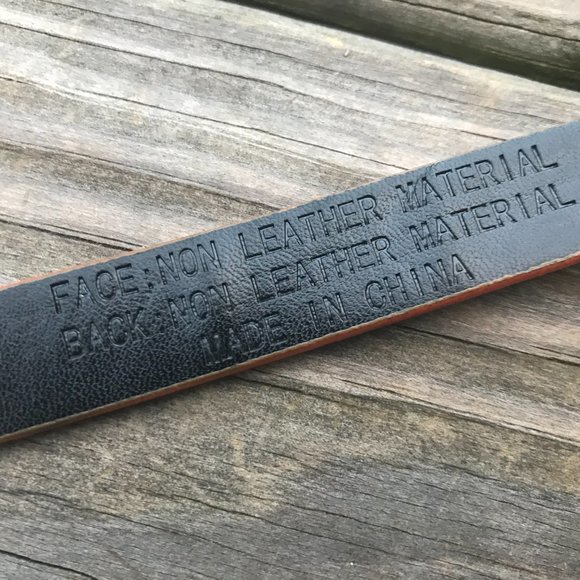 FACE:NON LEATHER MATERIAL
BACK:NON LEATHER MATERIAL
MADE IN CHINA